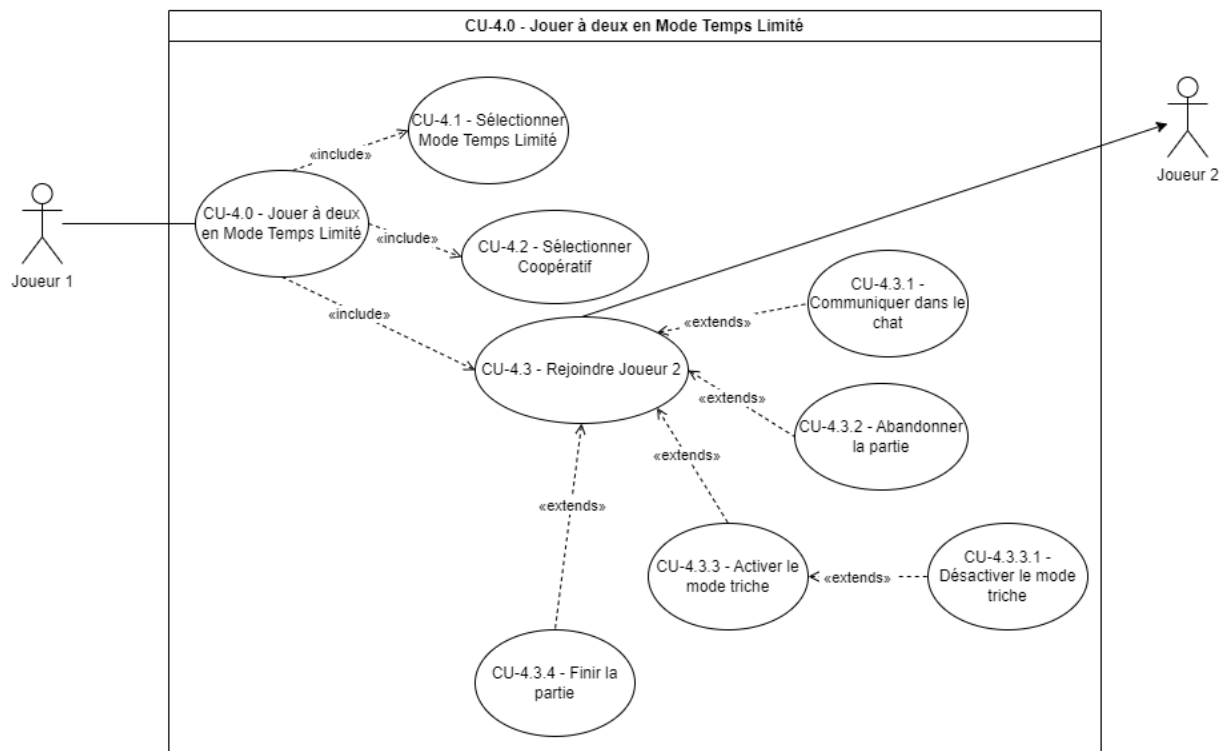 CU-4.0 - Jouer à deux en Mode Temps Limité
CU-4.1 - Sélectionner
Mode Temps Limité
Joueur 2
«include»
CU-4.0 - Jouer à deux
en Mode Temps Limité
Joueur 1
«include»
CU-4.2 - Sélectionner
Coopératif
«include»
CU-4.3.1 -
Communiquer dans le
chat
«extends»
CU-4.3 - Rejoindre Joueur 2
«extends»
CU-4.3.2 - Abandonner
la partie
«extends»
«extends»
CU-4.3.3 - Activer le
mode triche
«extends»
CU-4.3.3.1 -
Désactiver le mode
triche
CU-4.3.4 - Finir la
partie